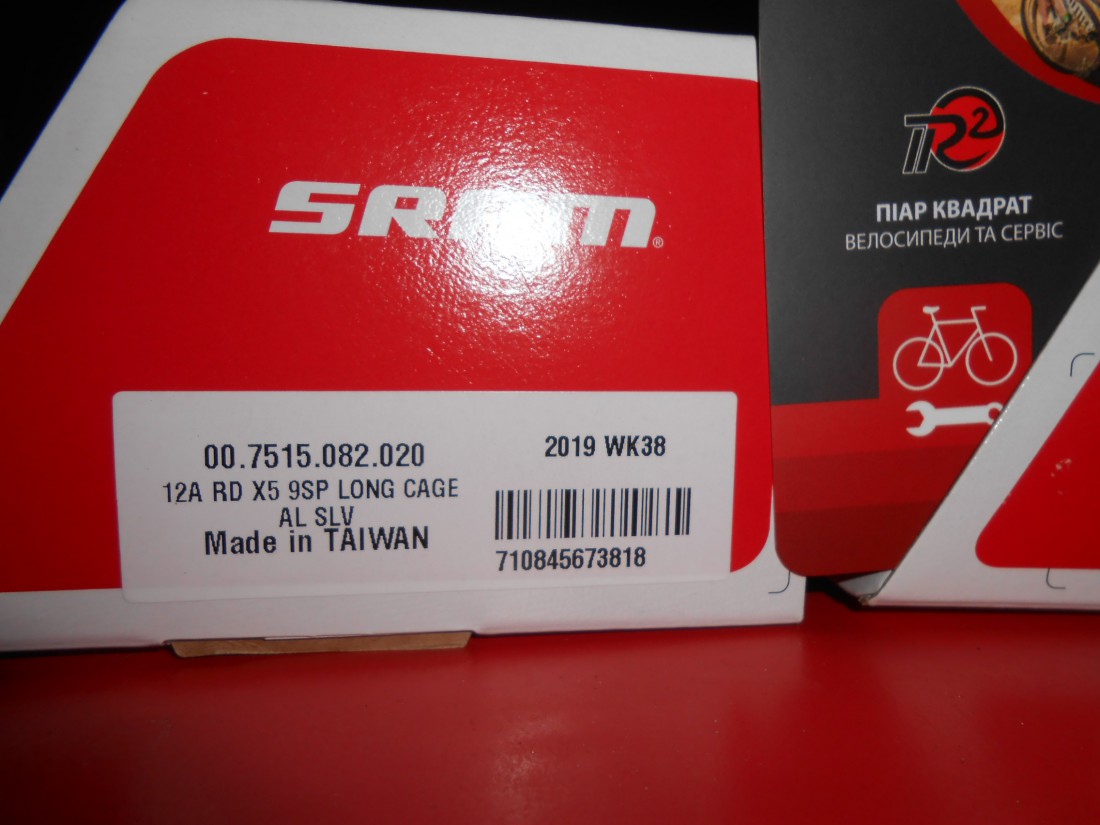 SRAM®
00.7515.082.020
2019 WK38
12A RD X5 9SP LONG CAGE
AL SLV
Made in TAIWAN
710845673818
R2
ПІАР КВАДРАТ
ВЕЛОСИПЕДИ ТА СЕРВІС